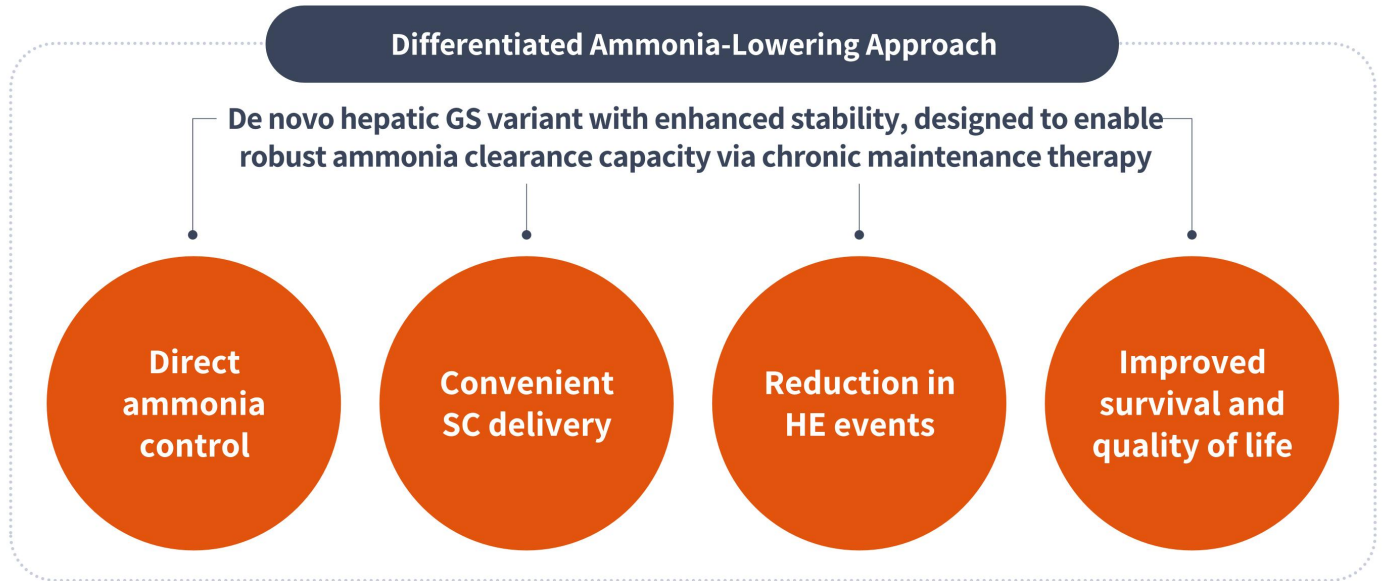 Differentiated Ammonia-Lowering Approach
De novo hepatic GS variant with enhanced stability, designed to enable
robust ammonia clearance capacity via chronic maintenance therapy
Direct
ammonia
control
Convenient
SC delivery
Reduction in
HE events
Improved
survival and
quality of life